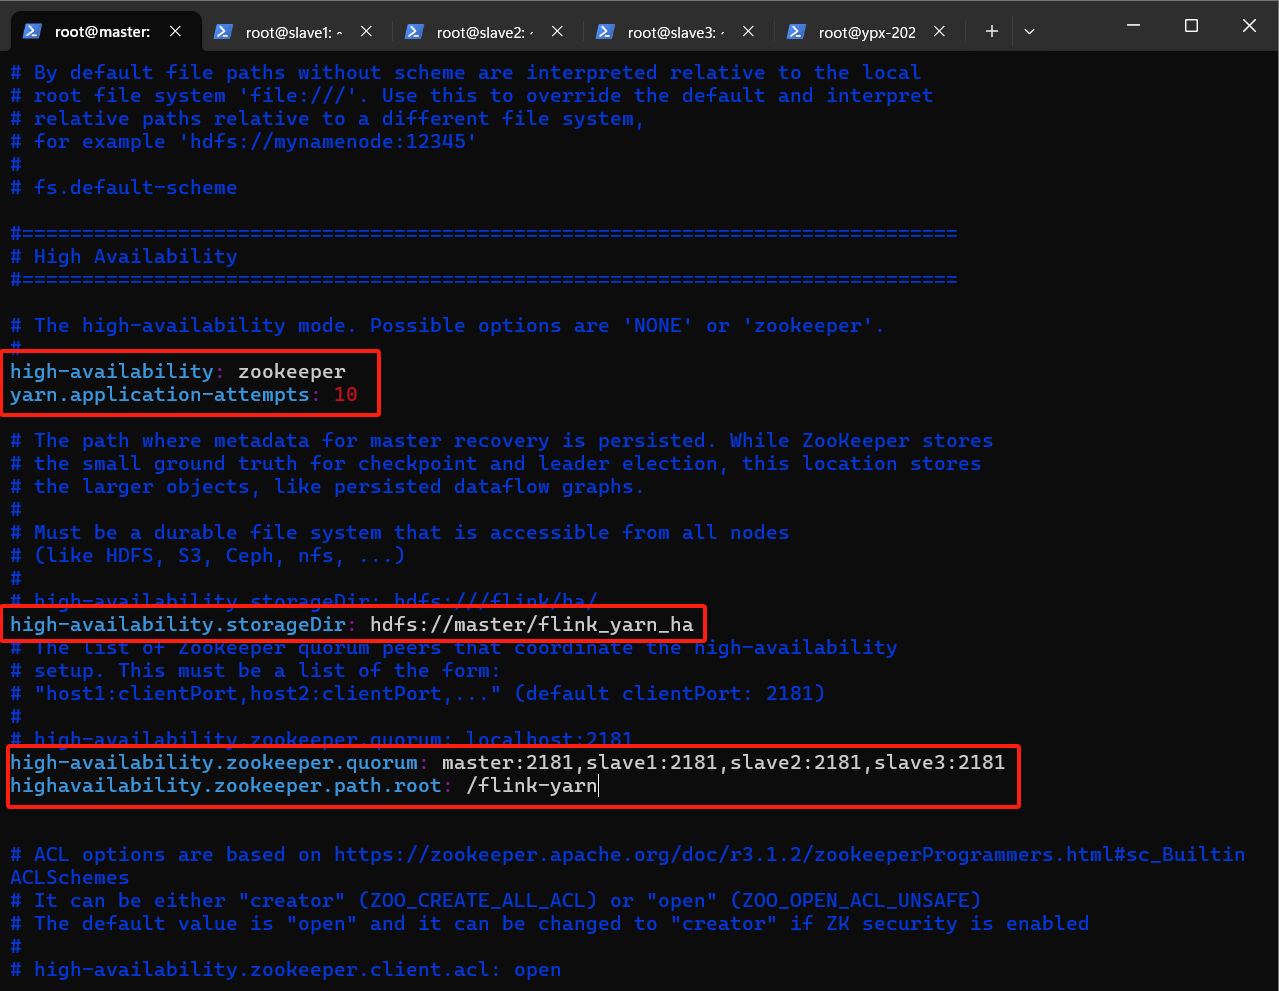 root@master:
root@slave1: ~
root@slave2: ~
root@slave3: ~
root@ypx-202
# By default file paths without scheme are interpreted relative to the local
# root file system 'file:///'. Use this to override the default and interpret
# relative paths relative to a different file system,
# for example 'hdfs://mynamenode:12345'
#
# fs.default-scheme
#==============================================================================
# High Availability
#==============================================================================
# The high-availability mode. Possible options are 'NONE' or 'zookeeper'.
#
high-availability: zookeeper
yarn.application-attempts: 10
# The path where metadata for master recovery is persisted. While ZooKeeper stores
# the small ground truth for checkpoint and leader election, this location stores
# the larger objects, like persisted dataflow graphs.
#
# Must be a durable file system that is accessible from all nodes
# (like HDFS, S3, Ceph, nfs, ...)
#
# high-availability.storageDir: hdfs:///flink/ha/
high-availability.storageDir: hdfs://master/flink_yarn_ha
# The list of ZooKeeper quorum peers that coordinate the high-availability
# setup. This must be a list of the form:
# "host1:clientPort,host2:clientPort,..." (default clientPort: 2181)
#
# high-availability.zookeeper.quorum: localhost:2181
high-availability.zookeeper.quorum: master:2181,slave1:2181,slave2:2181,slave3:2181
highavailability.zookeeper.path.root: /flink-yarn
# ACL options are based on https://zookeeper.apache.org/doc/r3.1.2/zookeeperProgrammers.html#sc_Builtin
ACLSchemes
# It can be either "creator" (ZOO_CREATE_ALL_ACL) or "open" (ZOO_OPEN_ACL_UNSAFE)
# The default value is "open" and it can be changed to "creator" if ZK security is enabled
#
# high-availability.zookeeper.client.acl: open